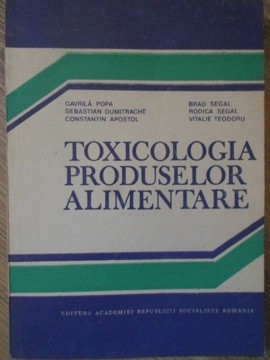 GAVRILĂ POPA
SEBASTIAN DUMITRACHE
CONSTANTIN APOSTOL
BRAD SEGAL
RODICA SEGAL
VITALIE TEODORU
TOXICOLOGIA
PRODUSELOR
ALIMENTARE
EDITURA ACADEMIEI REPUBLICII SOCIALISTE ROMÂNIA